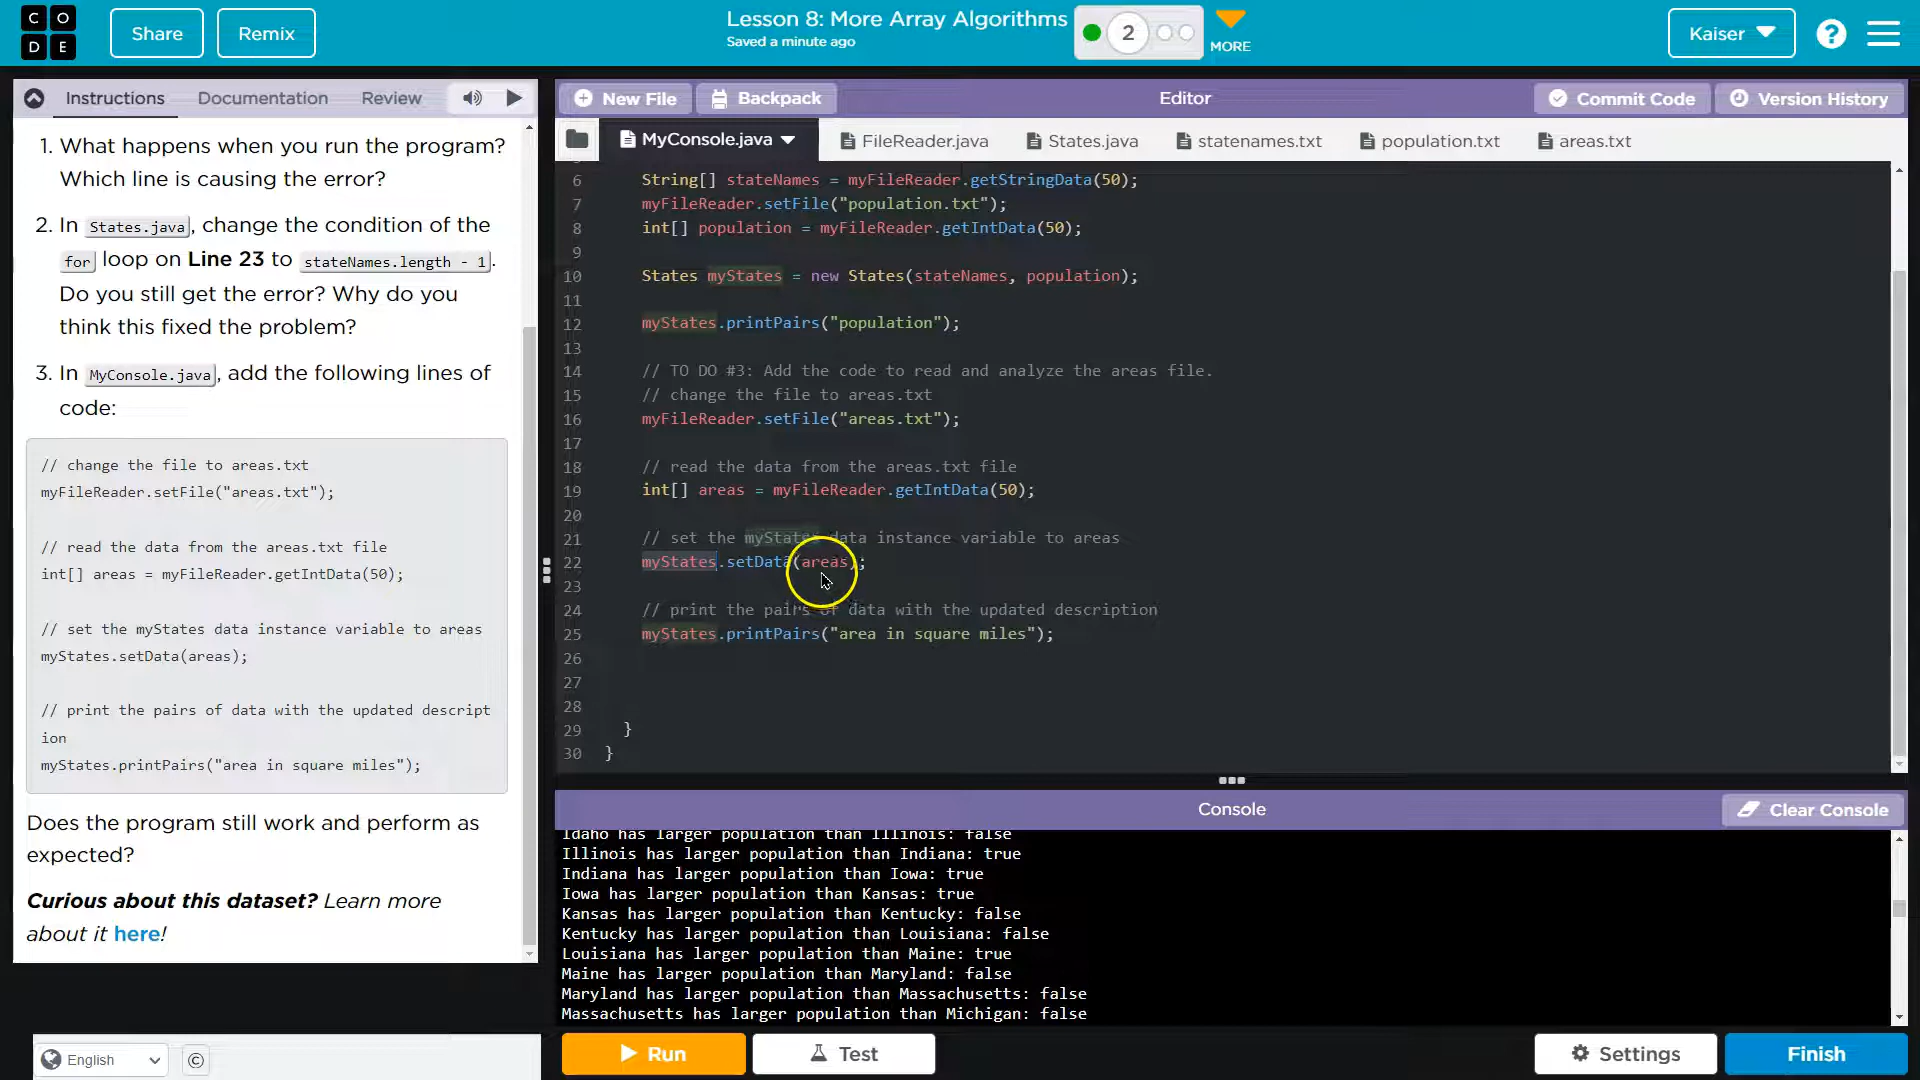 C O
D E
Share
Remix
Lesson 8: More Array Algorithms
Saved a minute ago
2
MORE
Kaiser
?
Instructions
Documentation
Review
New File
Backpack
Editor
Commit Code
Version History
MyConsole.java
FileReader.java
States.java
statenames.txt
population.txt
areas.txt
1. What happens when you run the program?
Which line is causing the error?
2. In States.java, change the condition of the
for loop on Line 23 to stateNames.length - 1.
Do you still get the error? Why do you
think this fixed the problem?
3. In MyConsole.java, add the following lines of
code:
// change the file to areas.txt
myFileReader.setFile("areas.txt");
// read the data from the areas.txt file
int[] areas = myFileReader.getIntData(50);
// set the myStates data instance variable to areas
myStates.setData(areas);
// print the pairs of data with the updated descript
ion
myStates.printPairs("area in square miles");
Does the program still work and perform as
expected?
Curious about this dataset? Learn more
about it here!
6 String[] stateNames = myFileReader.getStringData(50);
7 myFileReader.setFile("population.txt");
8 int[] population = myFileReader.getIntData(50);
9
10 States myStates = new States(stateNames, population);
11
12 myStates.printPairs("population");
13
14 // TO DO #3: Add the code to read and analyze the areas file.
15 // change the file to areas.txt
16 myFileReader.setFile("areas.txt");
17
18 // read the data from the areas.txt file
19 int[] areas = myFileReader.getIntData(50);
20
21 // set the myStates data instance variable to areas
22 myStates.setData(areas);
23
24 // print the pairs of data with the updated description
25 myStates.printPairs("area in square miles");
26
27
28
29 }
30 }
Console
Clear Console
Idaho has larger population than Illinois: false
Illinois has larger population than Indiana: true
Indiana has larger population than Iowa: true
Iowa has larger population than Kansas: true
Kansas has larger population than Kentucky: false
Kentucky has larger population than Louisiana: false
Louisiana has larger population than Maine: true
Maine has larger population than Maryland: false
Maryland has larger population than Massachusetts: false
Massachusetts has larger population than Michigan: false
English
©
Run
Test
Settings
Finish